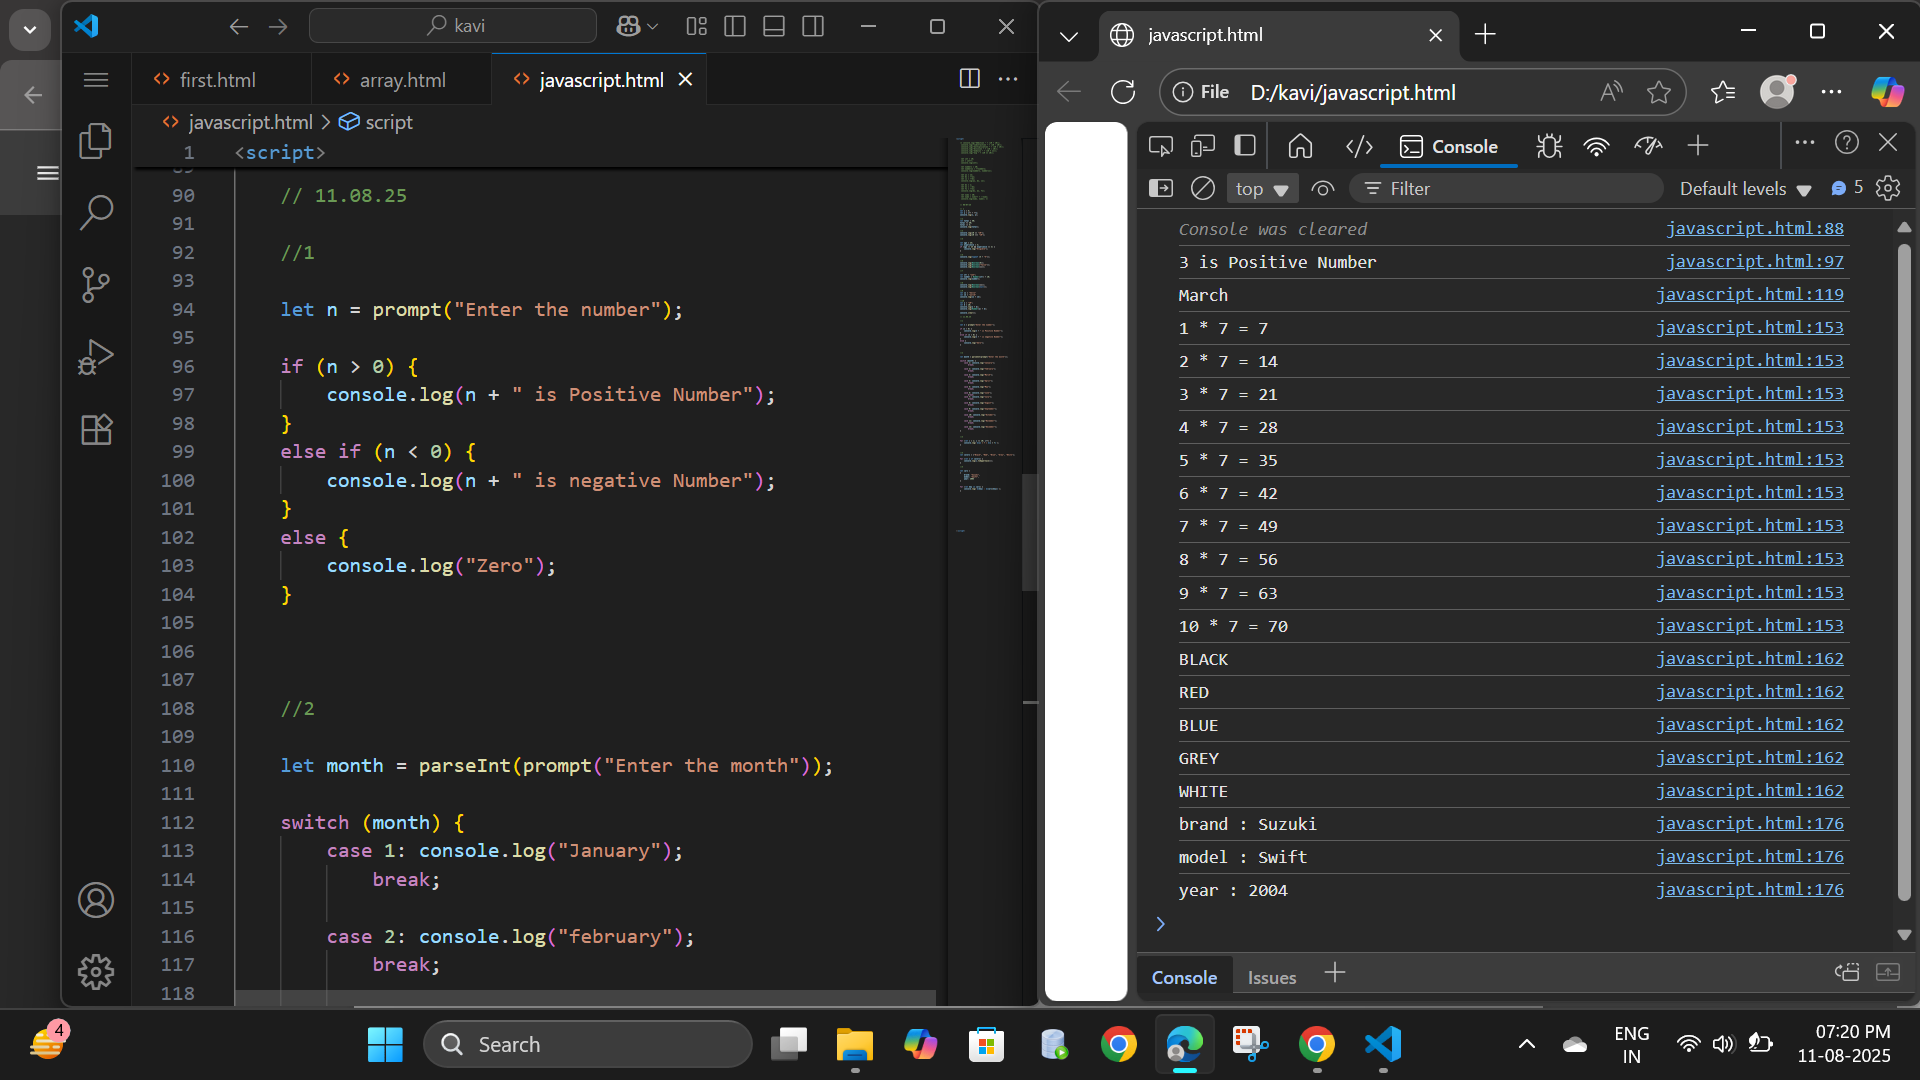 kavi
first.html
array.html
javascript.html
javascript.html > script
1 <script>
90 // 11.08.25
91
92 //1
93
94 let n = prompt("Enter the number");
95
96 if (n > 0) {
97 console.log(n + " is Positive Number");
98 }
99 else if (n < 0) {
100 console.log(n + " is negative Number");
101 }
102 else {
103 console.log("Zero");
104 }
105
106
107
108 //2
109
110 let month = parseInt(prompt("Enter the month"));
111
112 switch (month) {
113 case 1: console.log("January");
114 break;
115
116 case 2: console.log("february");
117 break;
118
javascript.html
File D:/kavi/javascript.html
Console
top Filter Default levels 5
Console was cleared javascript.html:88
3 is Positive Number javascript.html:97
March javascript.html:119
1 * 7 = 7 javascript.html:153
2 * 7 = 14 javascript.html:153
3 * 7 = 21 javascript.html:153
4 * 7 = 28 javascript.html:153
5 * 7 = 35 javascript.html:153
6 * 7 = 42 javascript.html:153
7 * 7 = 49 javascript.html:153
8 * 7 = 56 javascript.html:153
9 * 7 = 63 javascript.html:153
10 * 7 = 70 javascript.html:153
BLACK javascript.html:162
RED javascript.html:162
BLUE javascript.html:162
GREY javascript.html:162
WHITE javascript.html:162
brand : Suzuki javascript.html:176
model : Swift javascript.html:176
year : 2004 javascript.html:176
Console Issues
4
Search
ENG
IN
07:20 PM
11-08-2025